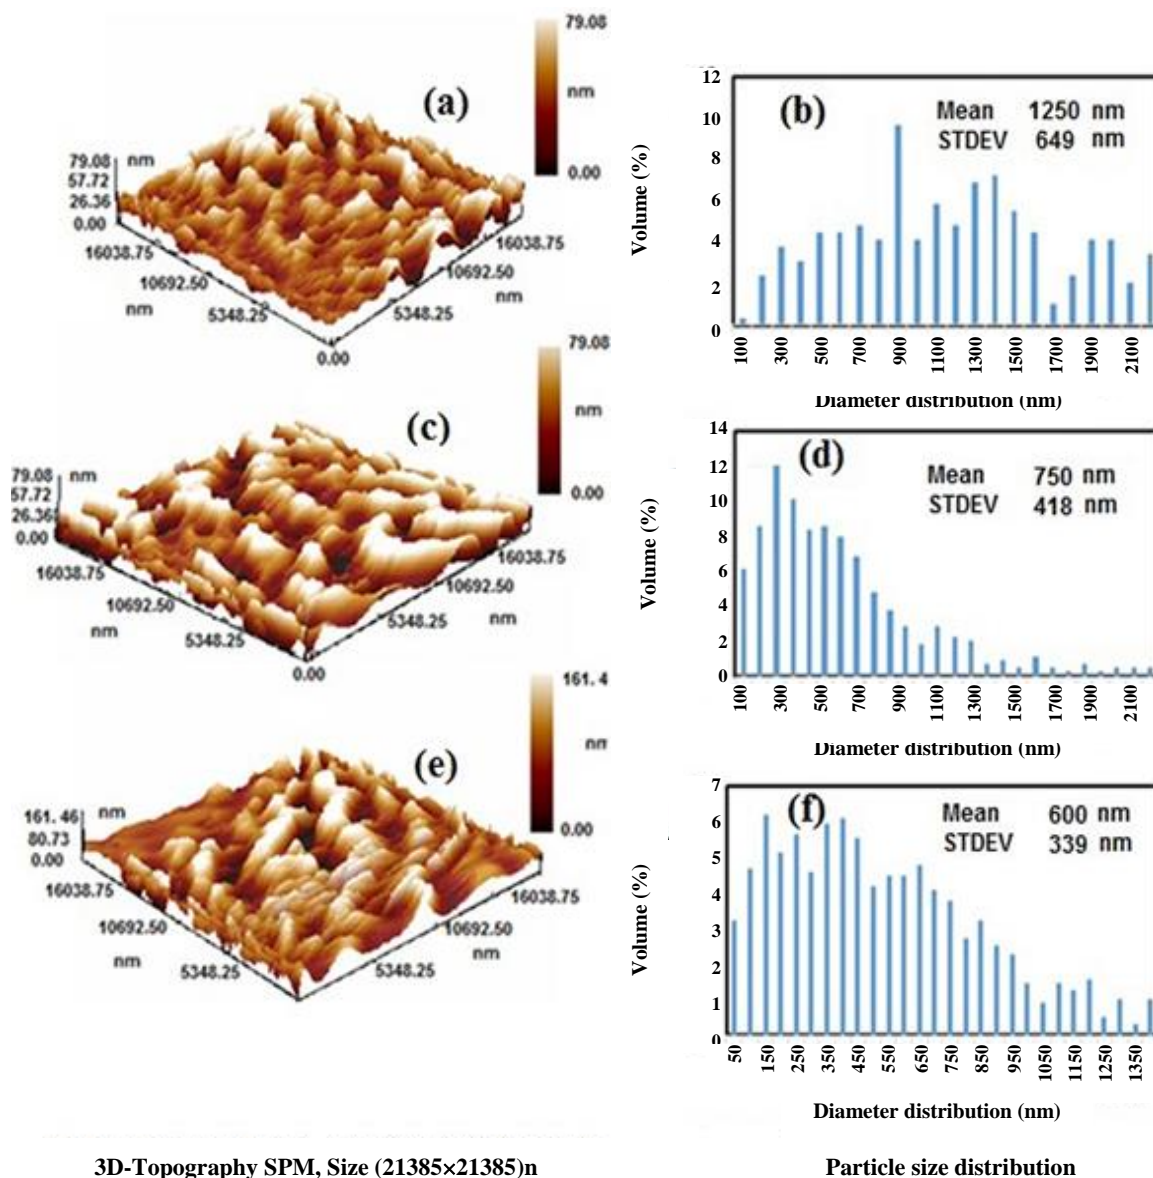 79.08
(a)
nm
0.00
79.08 nm
57.72
26.36
0.00
16038.75
10692.50
nm
5348.25
0.00
5348.25
nm
10692.50
16038.75
12
10
8
6
4
2
0
Volume (%)
(b)
Mean 1250 nm
STDEV 649 nm
100 300 500 700 900 1100 1300 1500 1700 1900 2100
Diameter distribution (nm)
79.08
(c)
nm
0.00
79.08 nm
57.72
26.36
0.00
16038.75
10692.50
nm
5348.25
0.00
5348.25
nm
10692.50
16038.75
14
12
10
8
6
4
2
0
Volume (%)
(d)
Mean 750 nm
STDEV 418 nm
100 300 500 700 900 1100 1300 1500 1700 1900 2100
Diameter distribution (nm)
161.4
(e)
nm
0.00
161.46 nm
80.73
0.00
16038.75
10692.50
nm
5348.25
5348.25
nm
10692.50
16038.75
7
6
5
4
3
2
1
0
Volume (%)
(f)
Mean 600 nm
STDEV 339 nm
50 150 250 350 450 550 650 750 850 950 1050 1150 1250 1350
Diameter distribution (nm)
3D-Topography SPM, Size (21385×21385)n
Particle size distribution